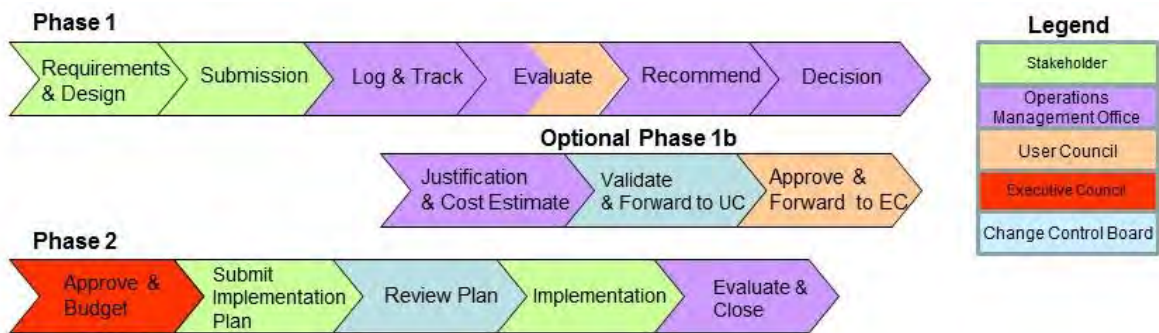 Phase 1
Requirements
& Design
Submission
Log & Track
Evaluate
Recommend
Decision
Optional Phase 1b
Justification
& Cost Estimate
Validate
& Forward to UC
Approve &
Forward to EC
Phase 2
Approve &
Budget
Submit
Implementation
Plan
Review Plan
Implementation
Evaluate &
Close
Legend
Stakeholder
Operations
Management Office
User Council
Executive Council
Change Control Board